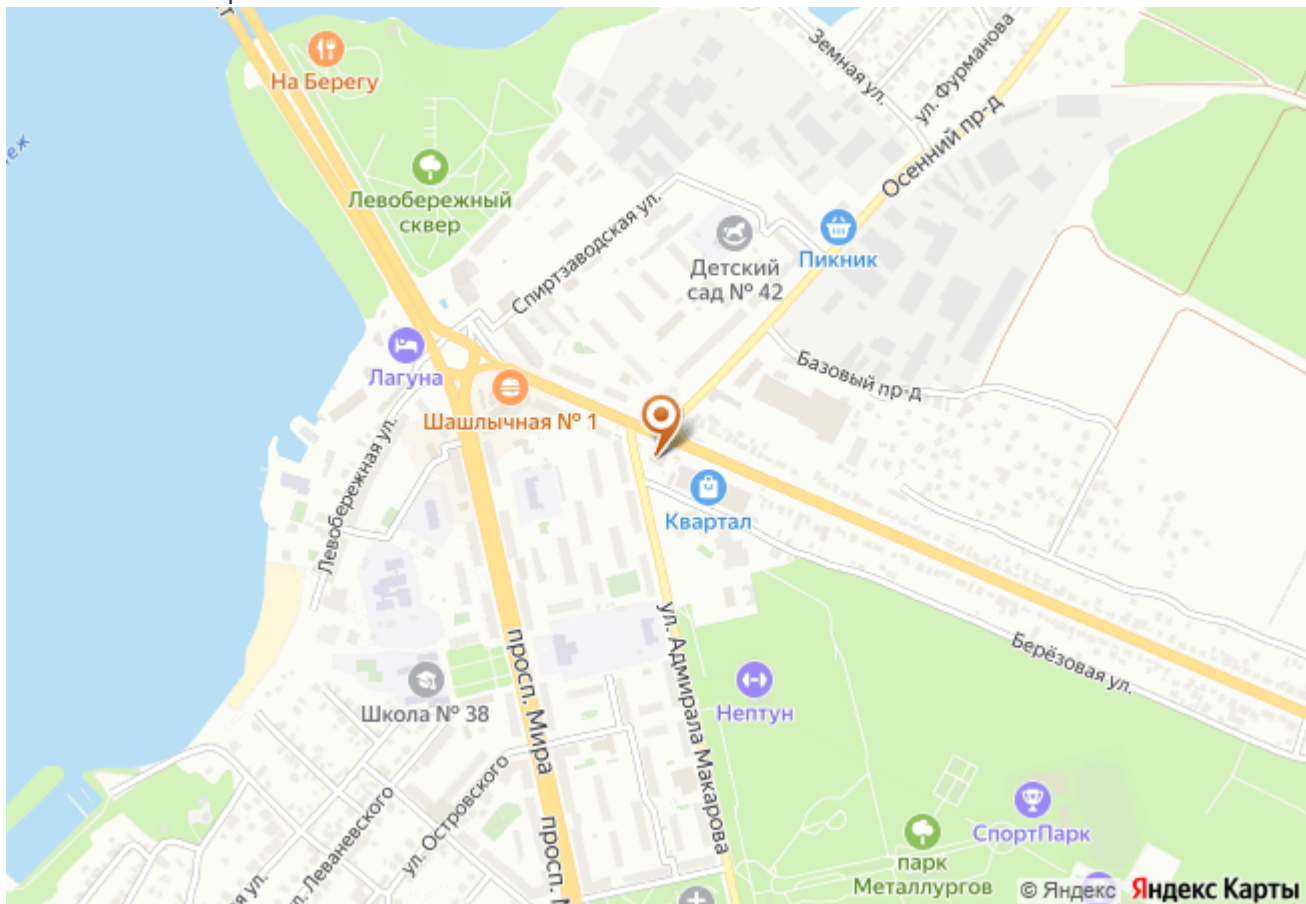 На Берегу
Земная ул.
ул. Фурманова
Осенний пр-д
Левобережный
сквер
Спиртзаводская ул.
Детский
сад № 42
Пикник
Лагуна
Шашлычная № 1
Базовый пр-д
Левобережная ул.
Квартал
ул. Адмирала Макарова
Берёзовая ул.
просп. Мира
Школа № 38
Нептун
ул. Островского
ул. Леваневского
просп. М
СпортПарк
парк
Металлургов
© Яндекс Яндекс Карты